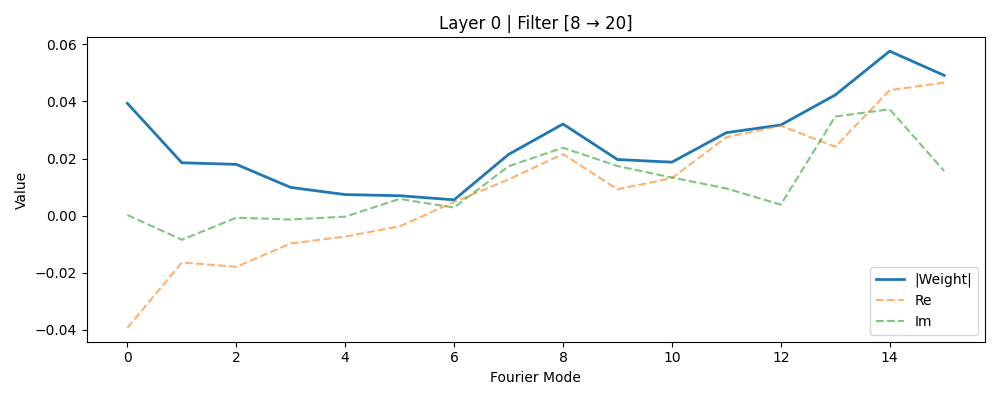 Layer 0 | Filter [8 → 20]
Value
0.06
0.04
0.02
0.00
−0.02
−0.04
0 2 4 6 8 10 12 14
Fourier Mode
|Weight|
Re
Im